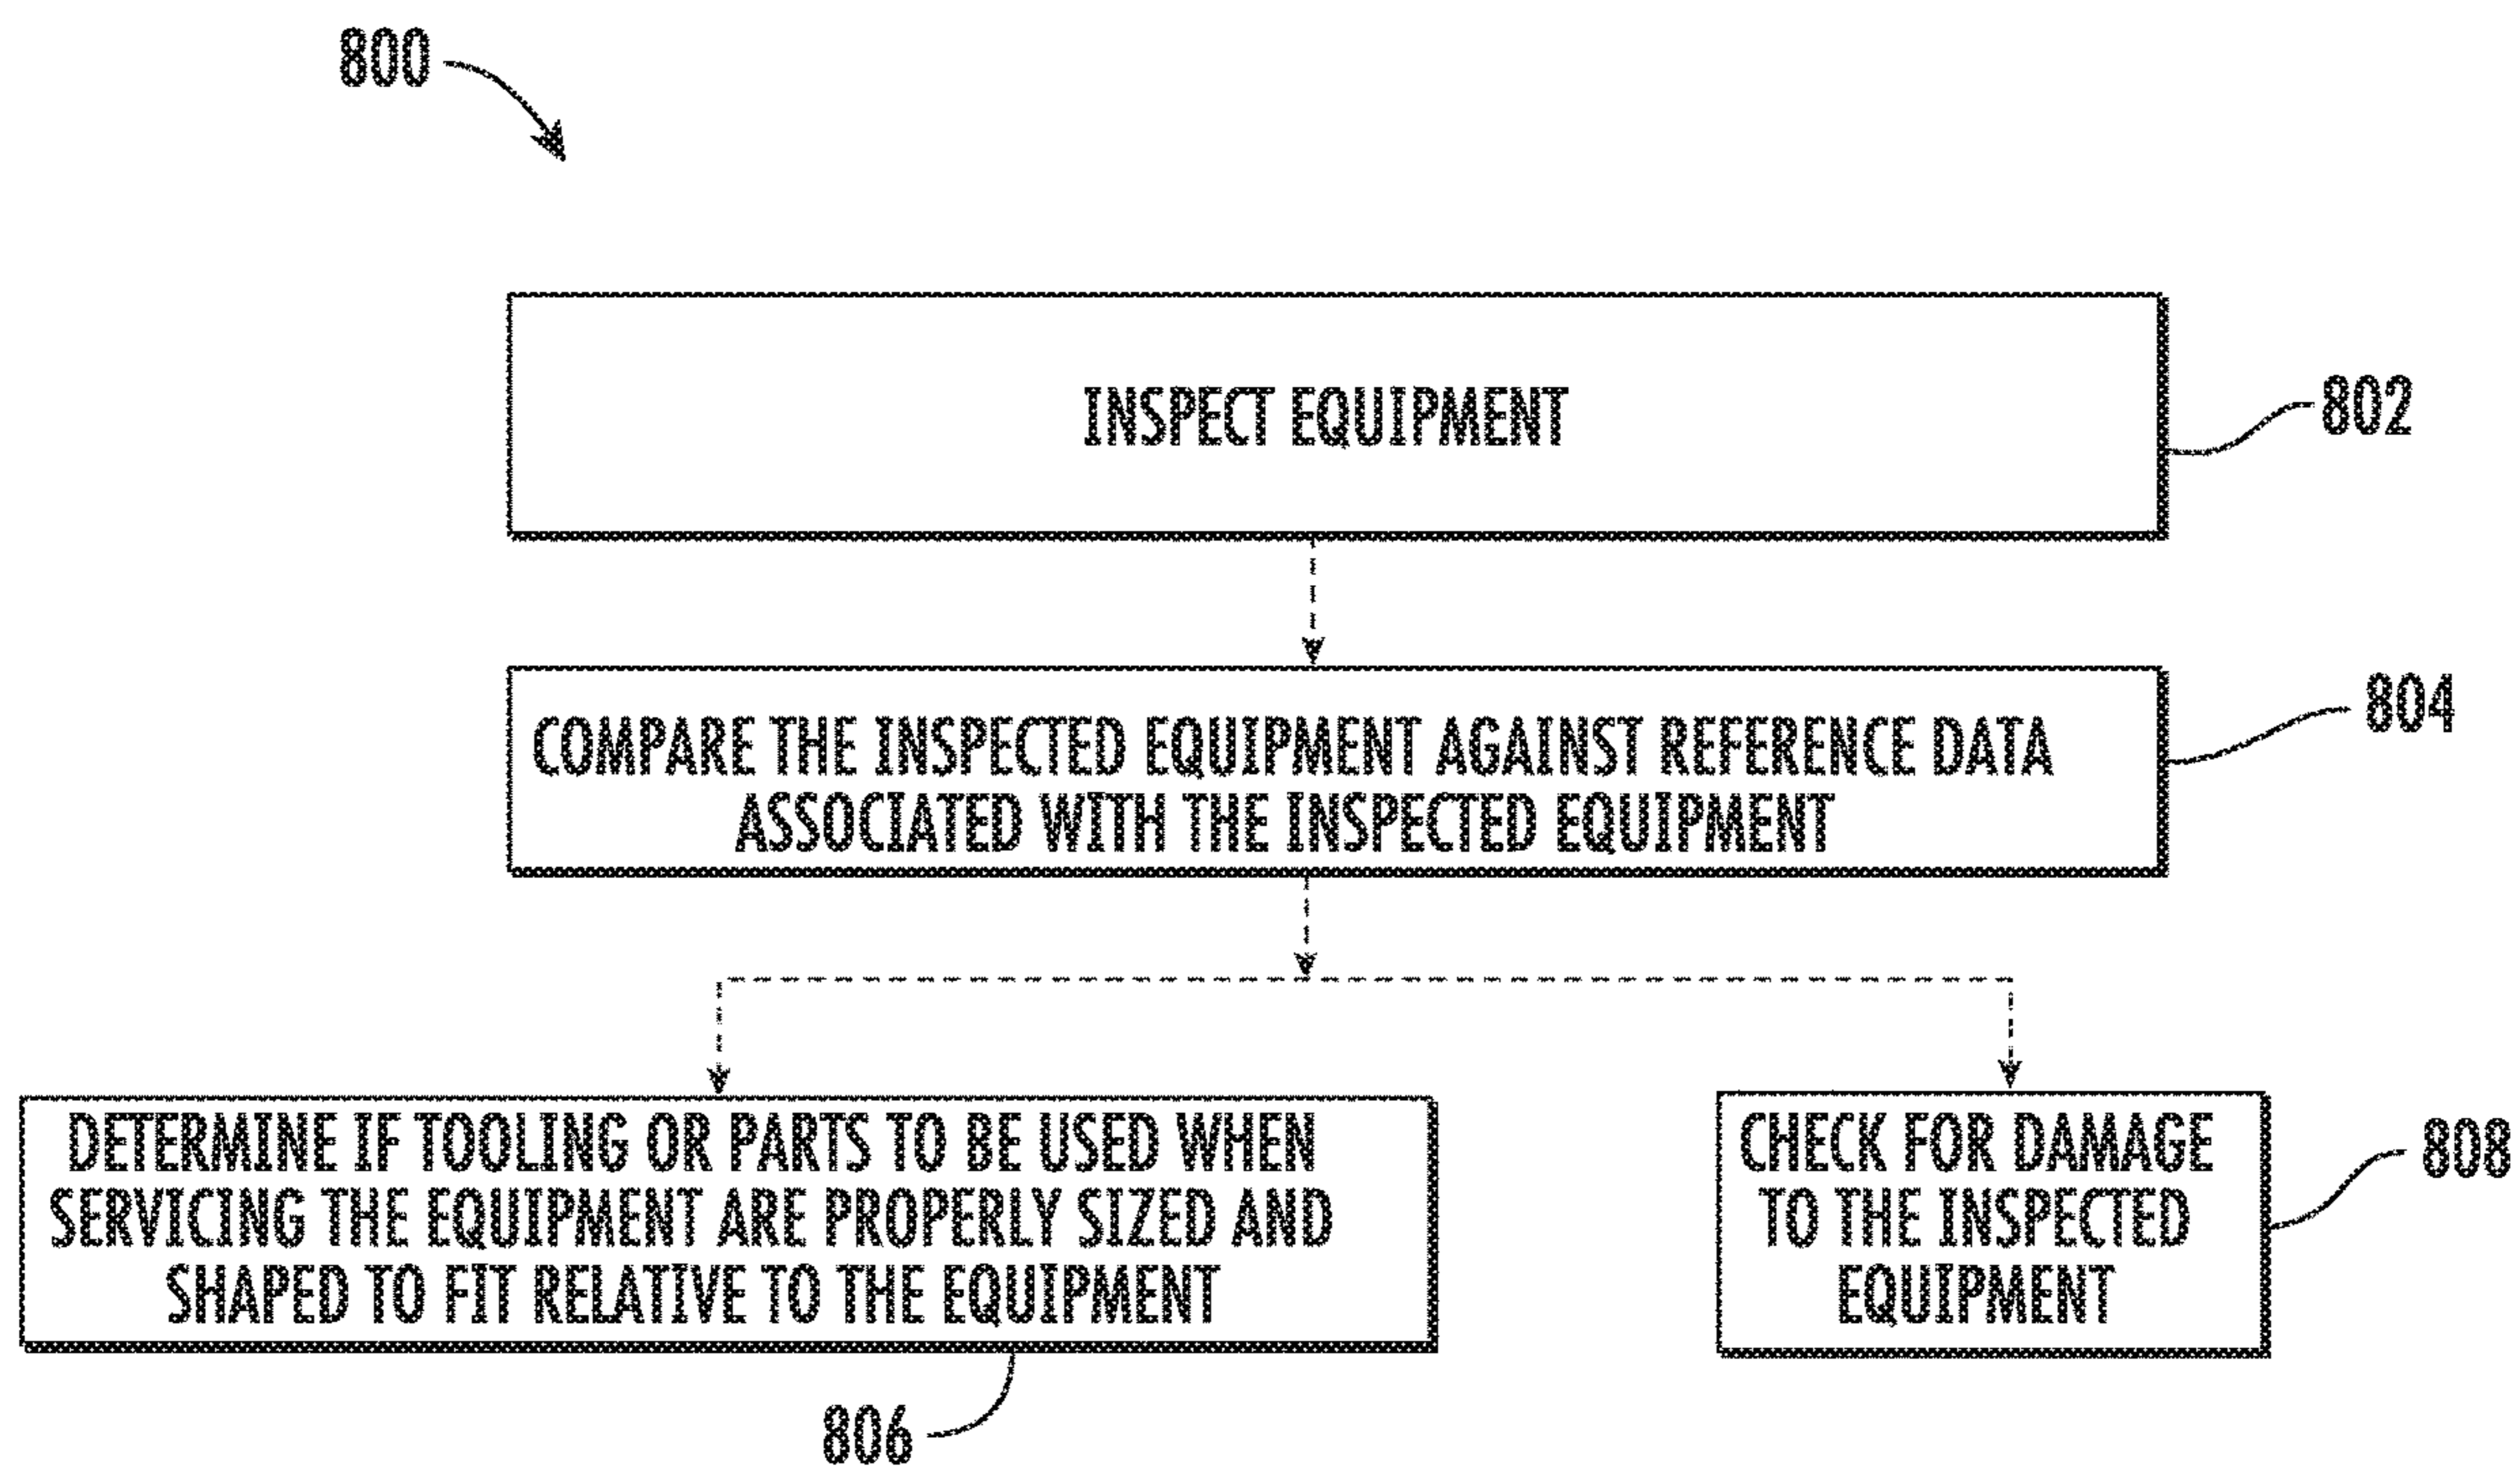 800
INSPECT EQUIPMENT
802
COMPARE THE INSPECTED EQUIPMENT AGAINST REFERENCE DATA
ASSOCIATED WITH THE INSPECTED EQUIPMENT
804
DETERMINE IF TOOLING OR PARTS TO BE USED WHEN
SERVICING THE EQUIPMENT ARE PROPERLY SIZED AND
SHAPED TO FIT RELATIVE TO THE EQUIPMENT
806
CHECK FOR DAMAGE
TO THE INSPECTED
EQUIPMENT
808